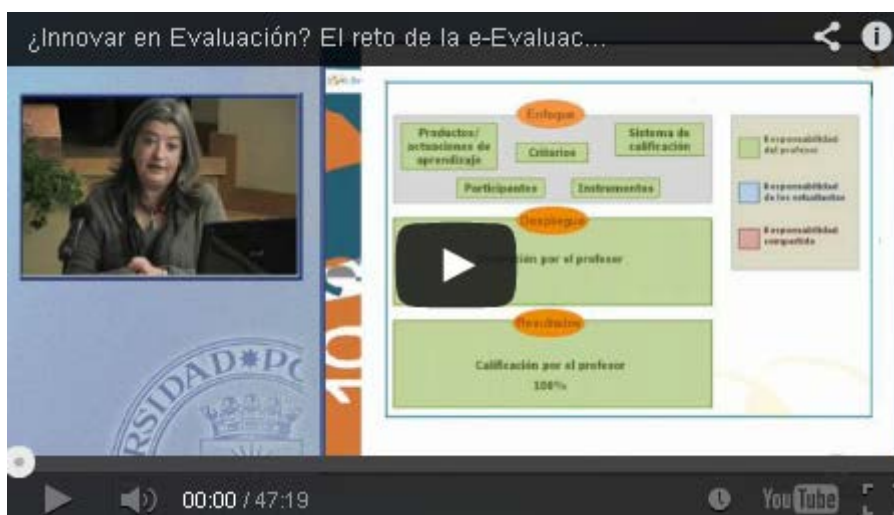 ¿Innovar en Evaluación? El reto de la e-Evaluac...
Enfoque
Productos/
actuaciones de
aprendizaje
Criterios
Sistema de
calificación
Participantes
Instrumentos
Responsabilidad
del profesor
Responsabilidad
de los estudiantes
Responsabilidad
compartida
Despliegue
por el profesor
Resultados
Calificación por el profesor
100%
00:00 / 47:19
YouTube